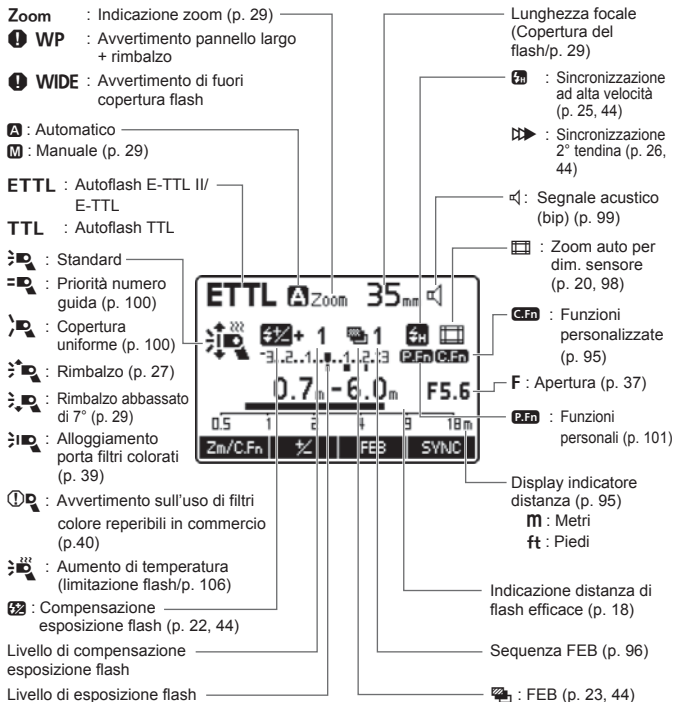 Zoom : Indicazione zoom (p. 29)
WP : Avvertimento pannello largo
+ rimbalzo
WIDE : Avvertimento di fuori
copertura flash
A : Automatico
M : Manuale (p. 29)
ETTL : Autoflash E-TTL II/
E-TTL
TTL : Autoflash TTL
: Standard
: Priorità numero
guida (p. 100)
: Copertura
uniforme (p. 100)
: Rimbalzo (p. 27)
: Rimbalzo abbassato
di 7° (p. 29)
: Alloggiamento
porta filtri colorati
(p. 39)
: Avvertimento sull'uso di filtri
colore reperibili in commercio
(p.40)
: Aumento di temperatura
(limitazione flash/p. 106)
: Compensazione
esposizione flash (p. 22, 44)
Livello di compensazione
esposizione flash
Livello di esposizione flash
ETTL A Zoom 35mm
+ 1 1 H
-3..2..1..0..1..2.:3 P.Fn C.Fn
0.7m-6.0m F5.6
0.5 1 2 4 9 18m
Zm/C.Fn +/- FEB SYNC
Lunghezza focale
(Copertura del
flash/p. 29)
H : Sincronizzazione
ad alta velocità
(p. 25, 44)
: Sincronizzazione
2° tendina (p. 26,
44)
: Segnale acustico
(bip) (p. 99)
: Zoom auto per
dim. sensore
(p. 20, 98)
C.Fn : Funzioni
personalizzate
(p. 95)
F : Apertura (p. 37)
P.Fn : Funzioni
personali (p. 101)
Display indicatore
distanza (p. 95)
m : Metri
ft : Piedi
Indicazione distanza di
flash efficace (p. 18)
Sequenza FEB (p. 96)
: FEB (p. 23, 44)